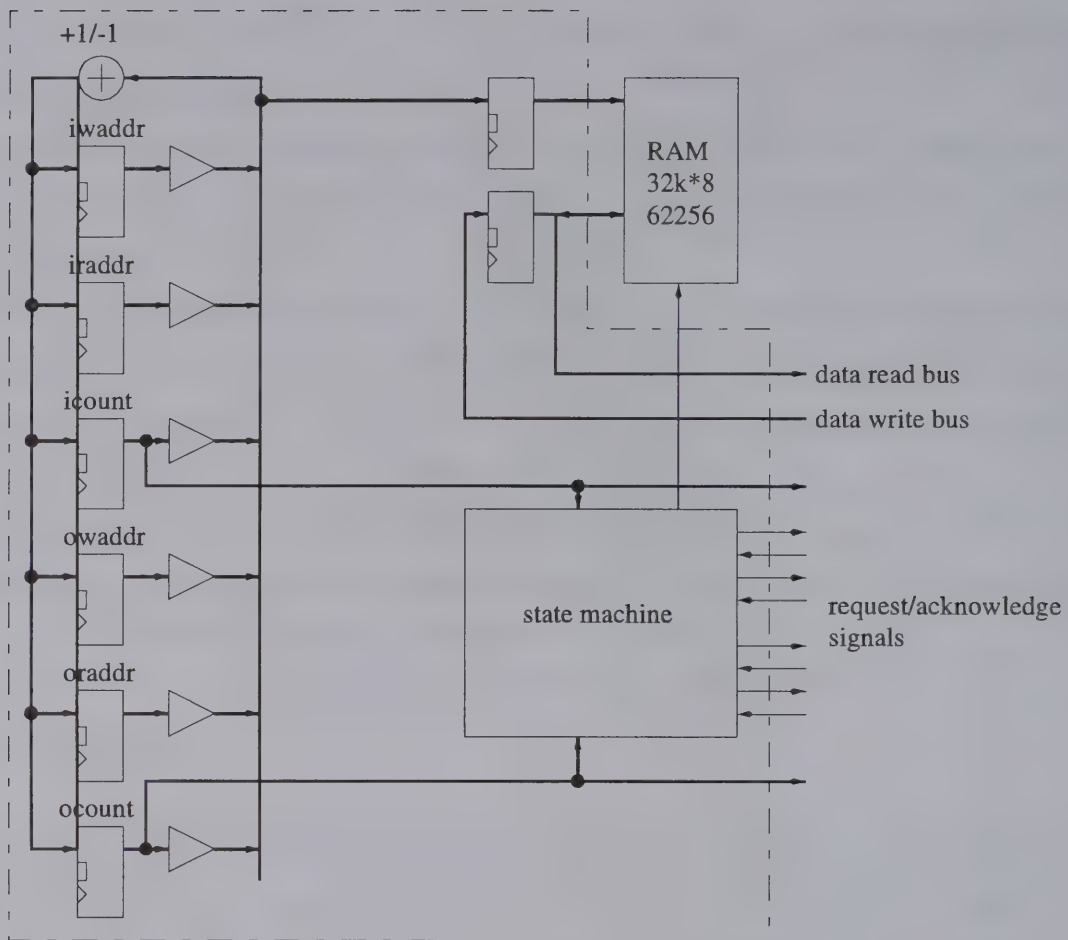 +1/-1
iwaddr
RAM
32k*8
62256
iraddr
data read bus
icount
data write bus
owaddr
state machine
request/acknowledge
signals
oraddr
ocount